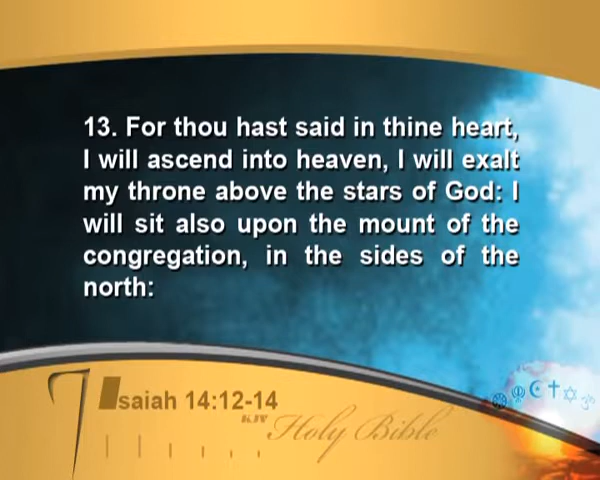 13. For thou hast said in thine heart,
I will ascend into heaven, I will exalt
my throne above the stars of God: I
will sit also upon the mount of the
congregation, in the sides of the
north:
Isaiah 14:12-14
KJV Holy Bible